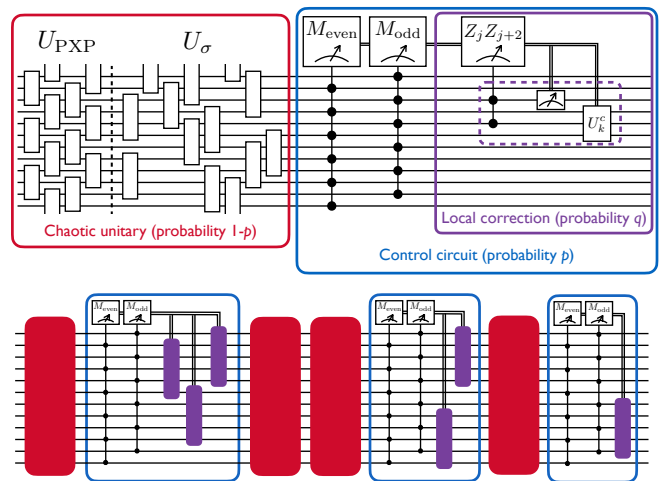 U_PXP U_σ
M_even M_odd Z_j Z_{j+2}
U_k^c
Local correction (probability q)
Chaotic unitary (probability 1-p)
Control circuit (probability p)
M_even M_odd M_even M_odd M_even M_odd